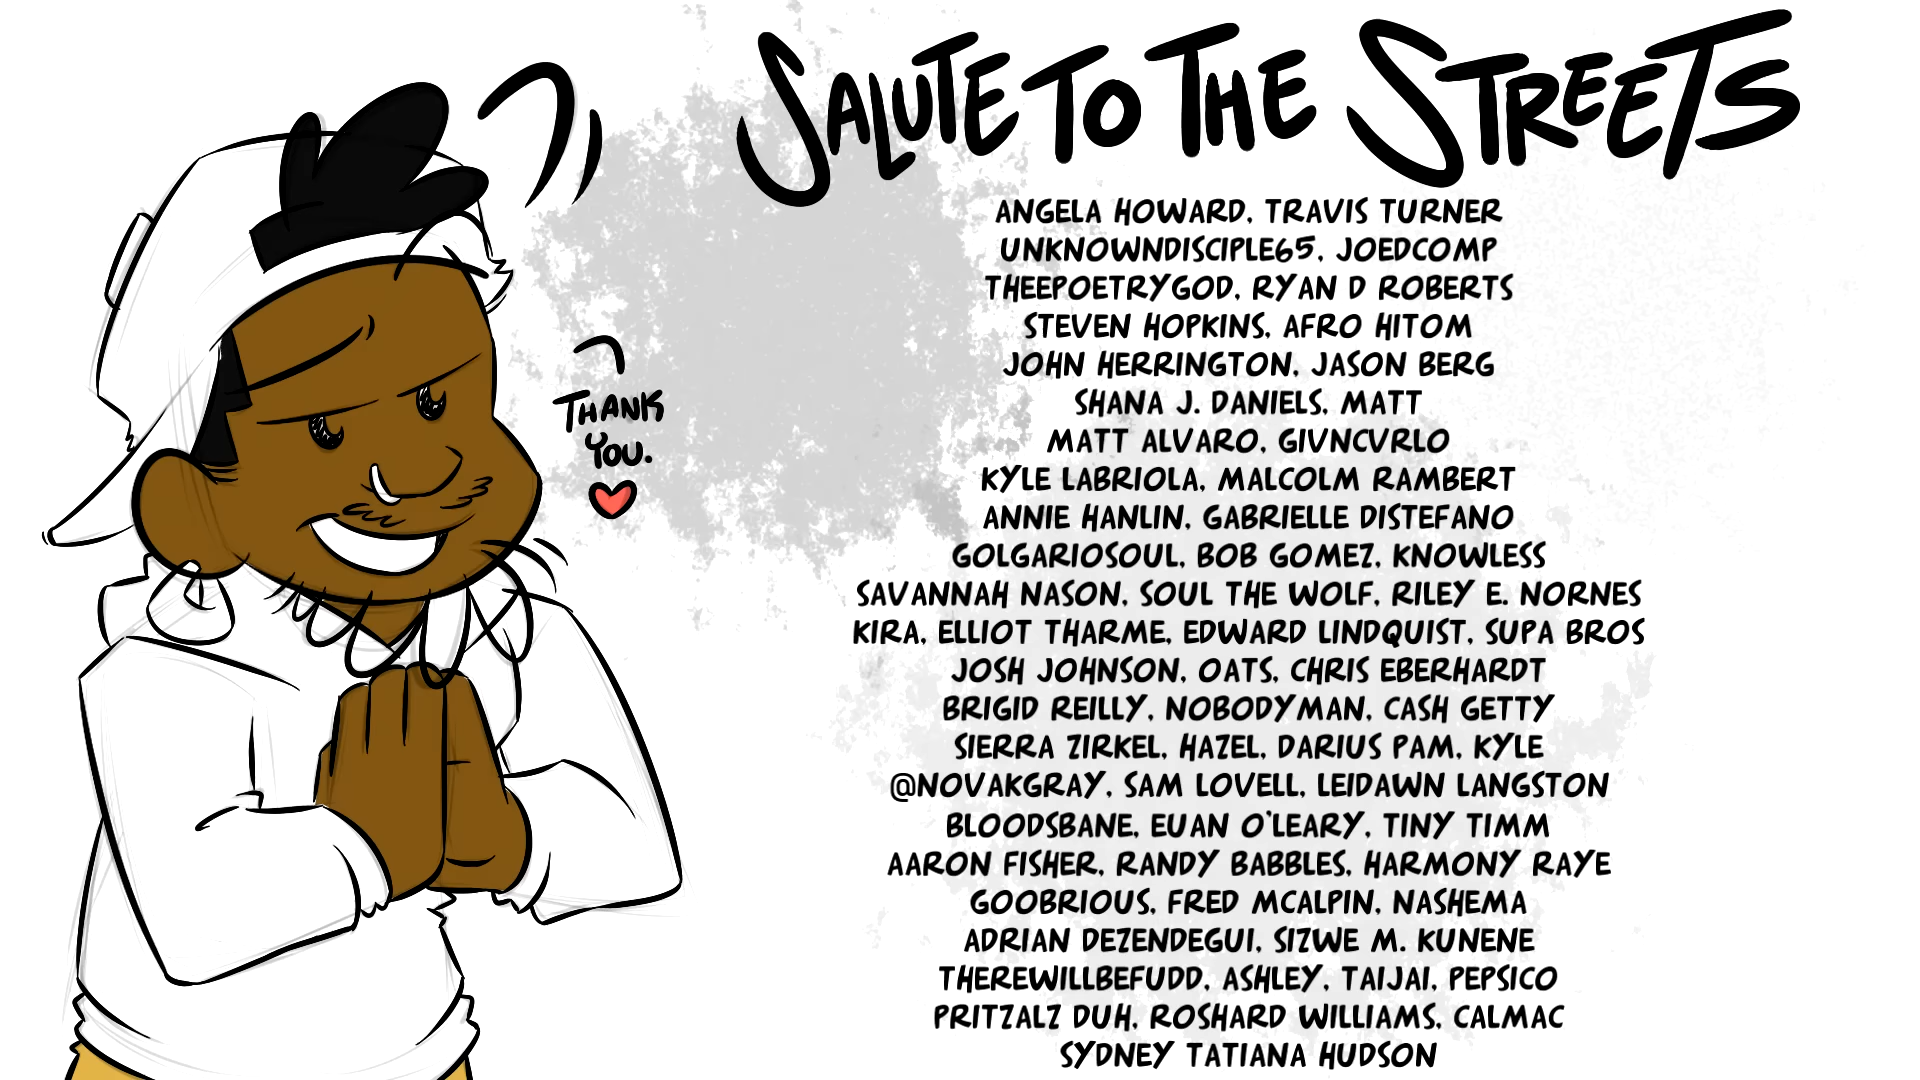 SALUTE TO THE STREETS
THANK
YOU.
ANGELA HOWARD, TRAVIS TURNER
UNKNOWNDISCIPLE65, JOEDCOMP
THEEPOETRYGOD, RYAN D ROBERTS
STEVEN HOPKINS, AFRO HITOM
JOHN HERRINGTON, JASON BERG
SHANA J. DANIELS, MATT
MATT ALVARO, GIVNCVRLO
KYLE LABRIOLA, MALCOLM RAMBERT
ANNIE HANLIN, GABRIELLE DISTEFANO
GOLGARIOSOUL, BOB GOMEZ, KNOWLESS
SAVANNAH NASON, SOUL THE WOLF, RILEY E. NORNES
KIRA, ELLIOT THARME, EDWARD LINDQUIST, SUPA BROS
JOSH JOHNSON, OATS, CHRIS EBERHARDT
BRIGID REILLY, NOBODYMAN, CASH GETTY
SIERRA ZIRKEL, HAZEL, DARIUS PAM, KYLE
@NOVAKGRAY, SAM LOVELL, LEIDAWN LANGSTON
BLOODSBANE, EUAN O'LEARY, TINY TIMM
AARON FISHER, RANDY BABBLES, HARMONY RAYE
GOOBRIOUS, FRED MCALPIN, NASHEMA
ADRIAN DEZENDEGUI, SIZWE M. KUNENE
THEREWILLBEFUDD, ASHLEY, TAIJAI, PEPSICO
PRITZALZ DUH, ROSHARD WILLIAMS, CALMAC
SYDNEY TATIANA HUDSON